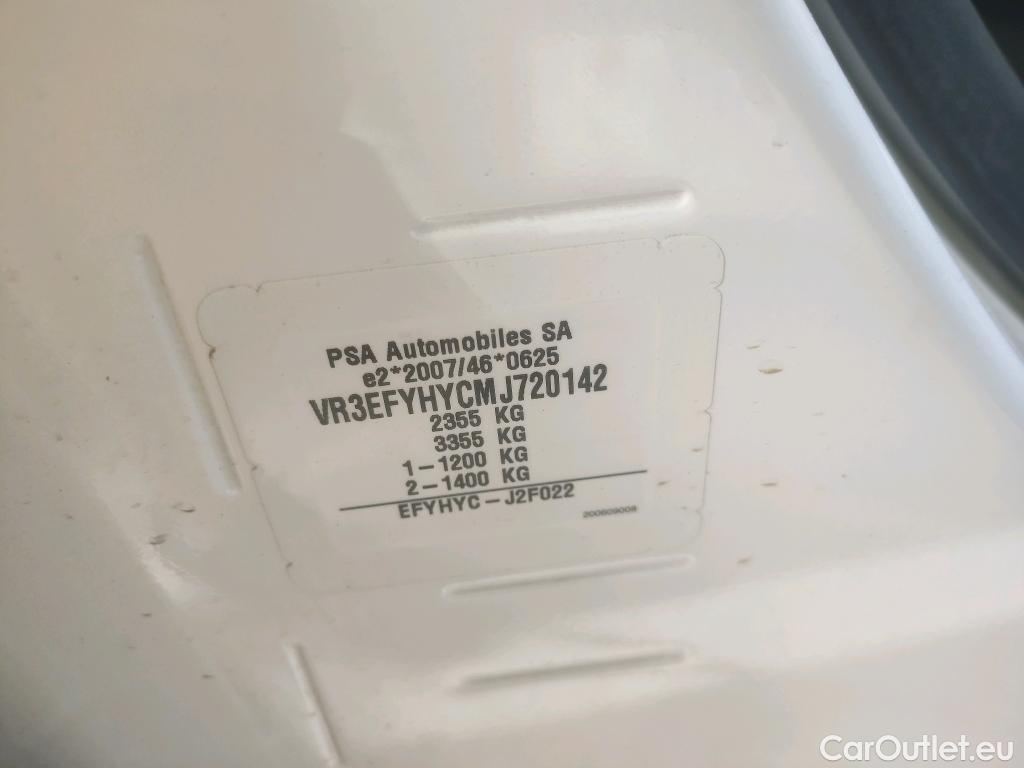 PSA Automobiles SA
e2*2007/46*0625
VR3EFYHYCMJ720142
2355 KG
3355 KG
1-1200 KG
2-1400 KG
EFYHYC-J2F022
200609009
CarOutlet.eu